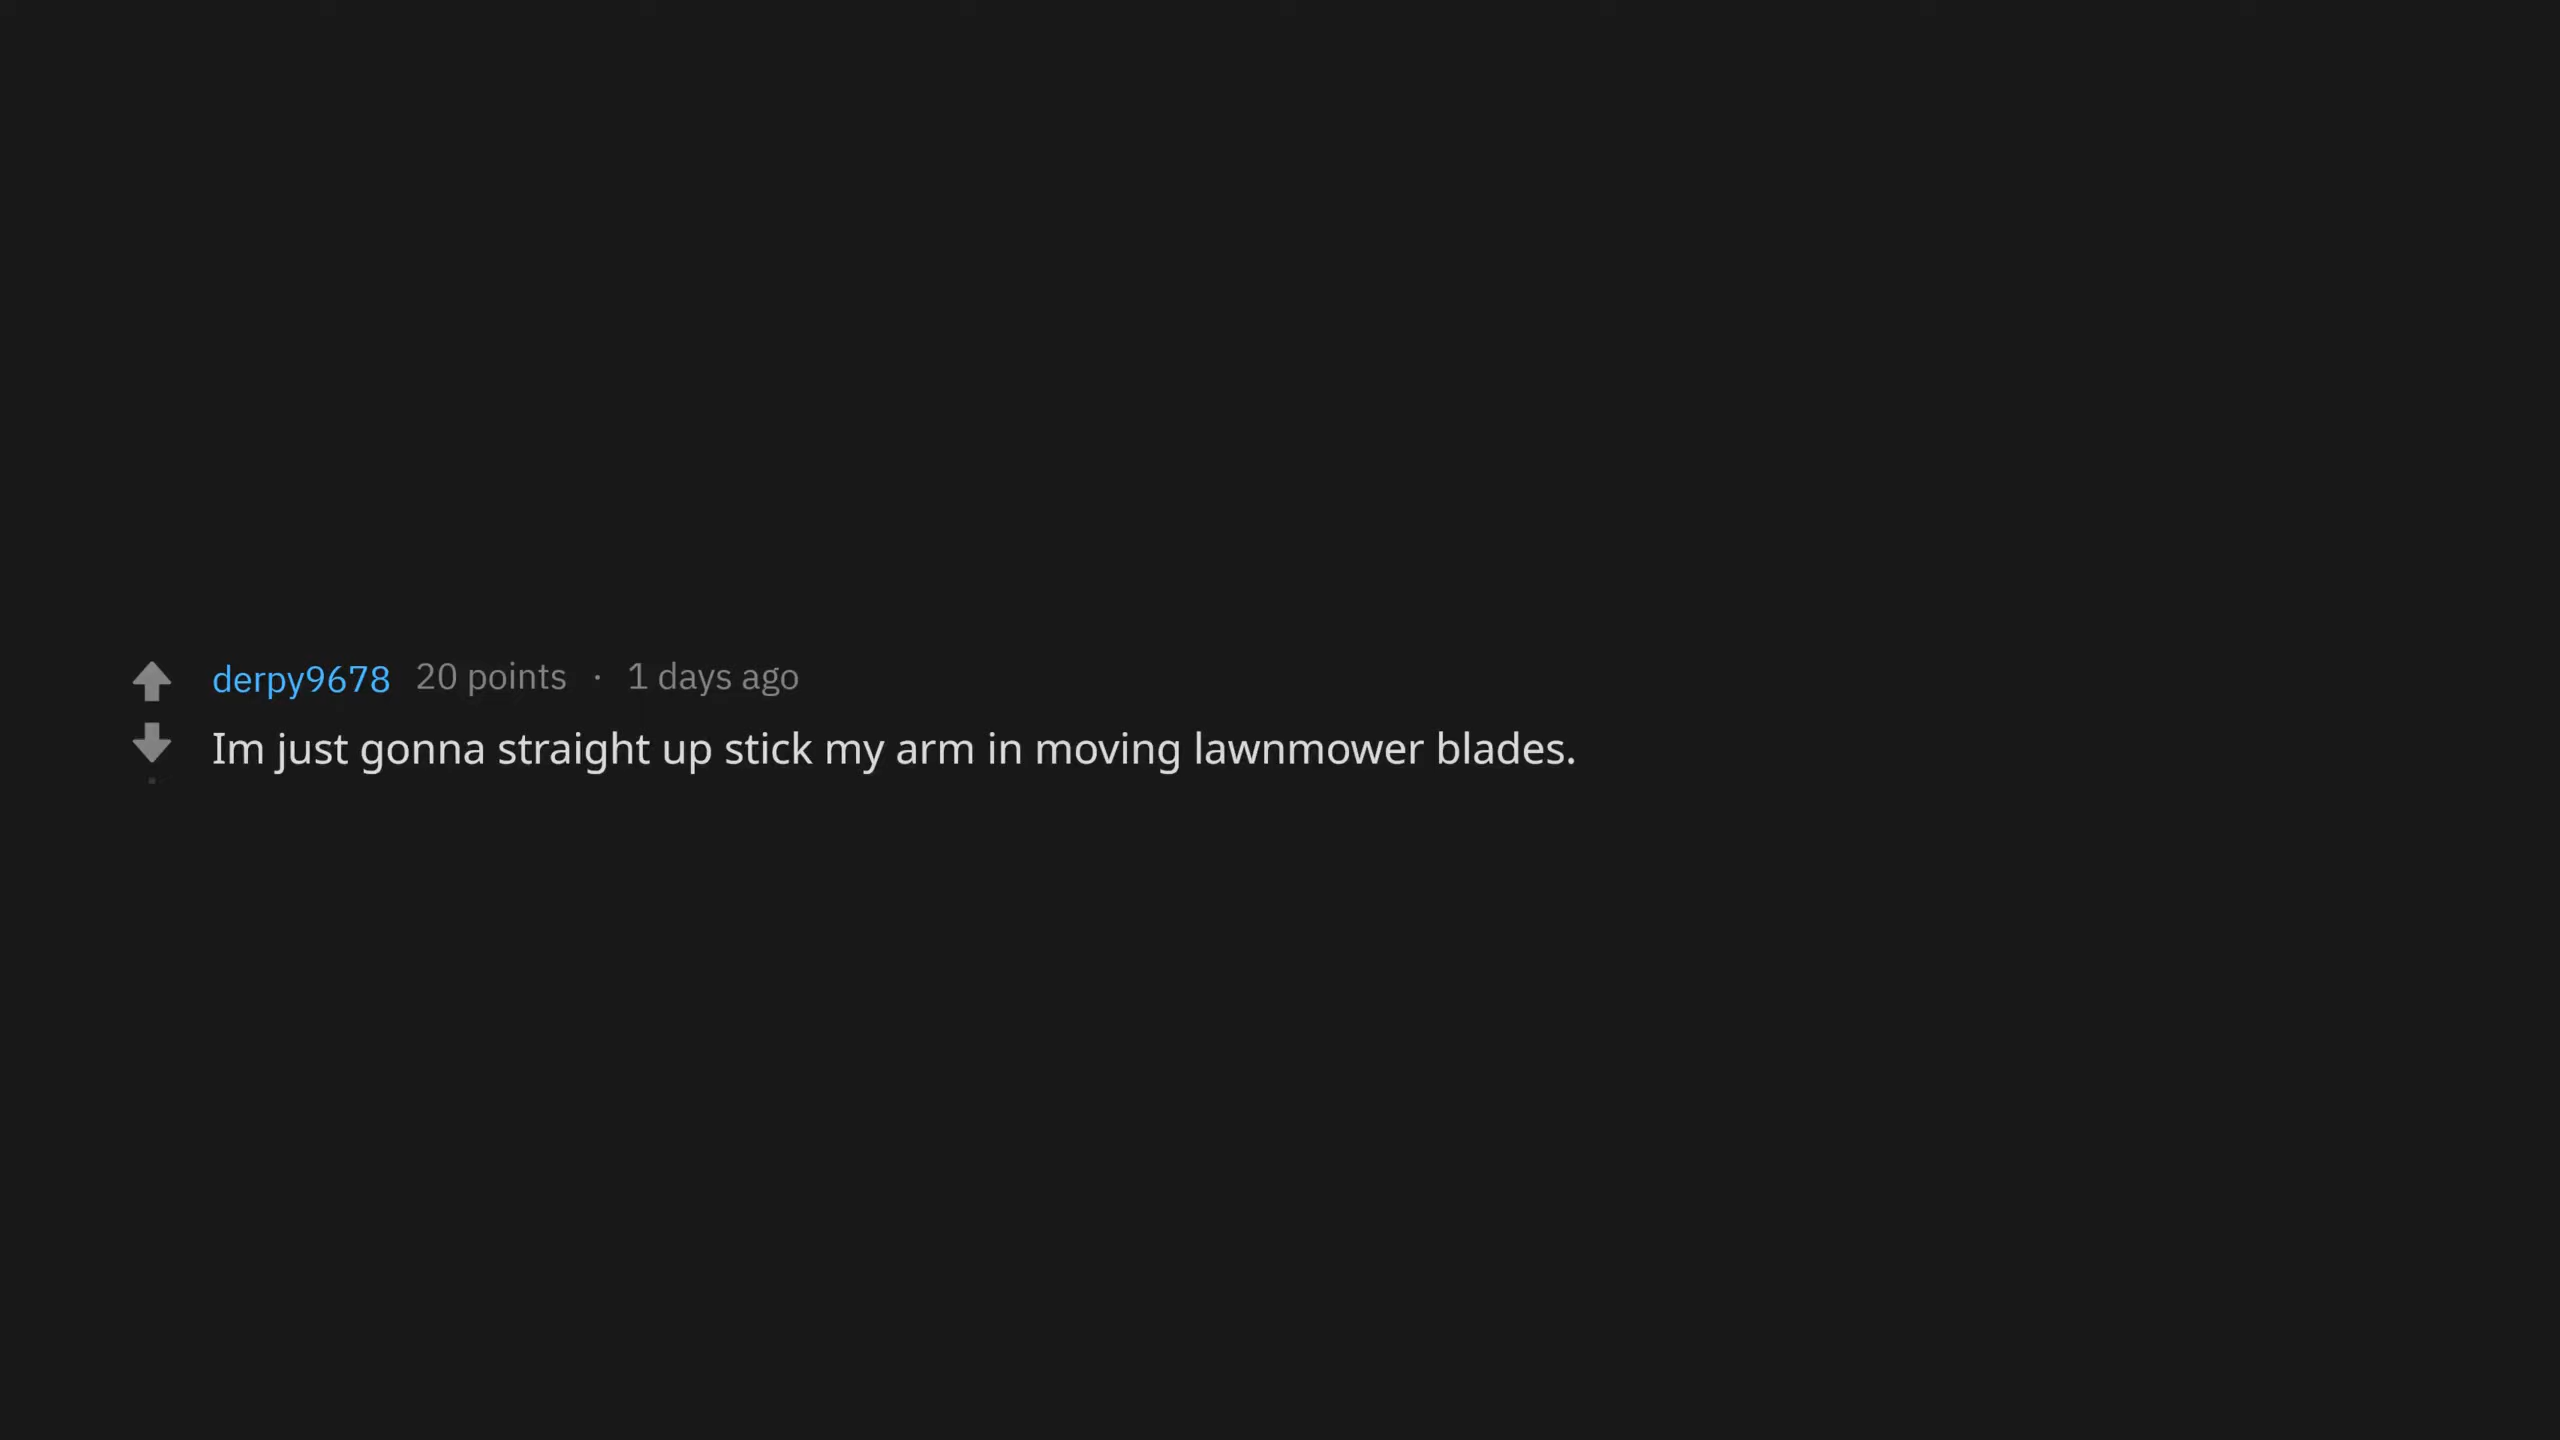 derpy9678 20 points · 1 days ago
Im just gonna straight up stick my arm in moving lawnmower blades.